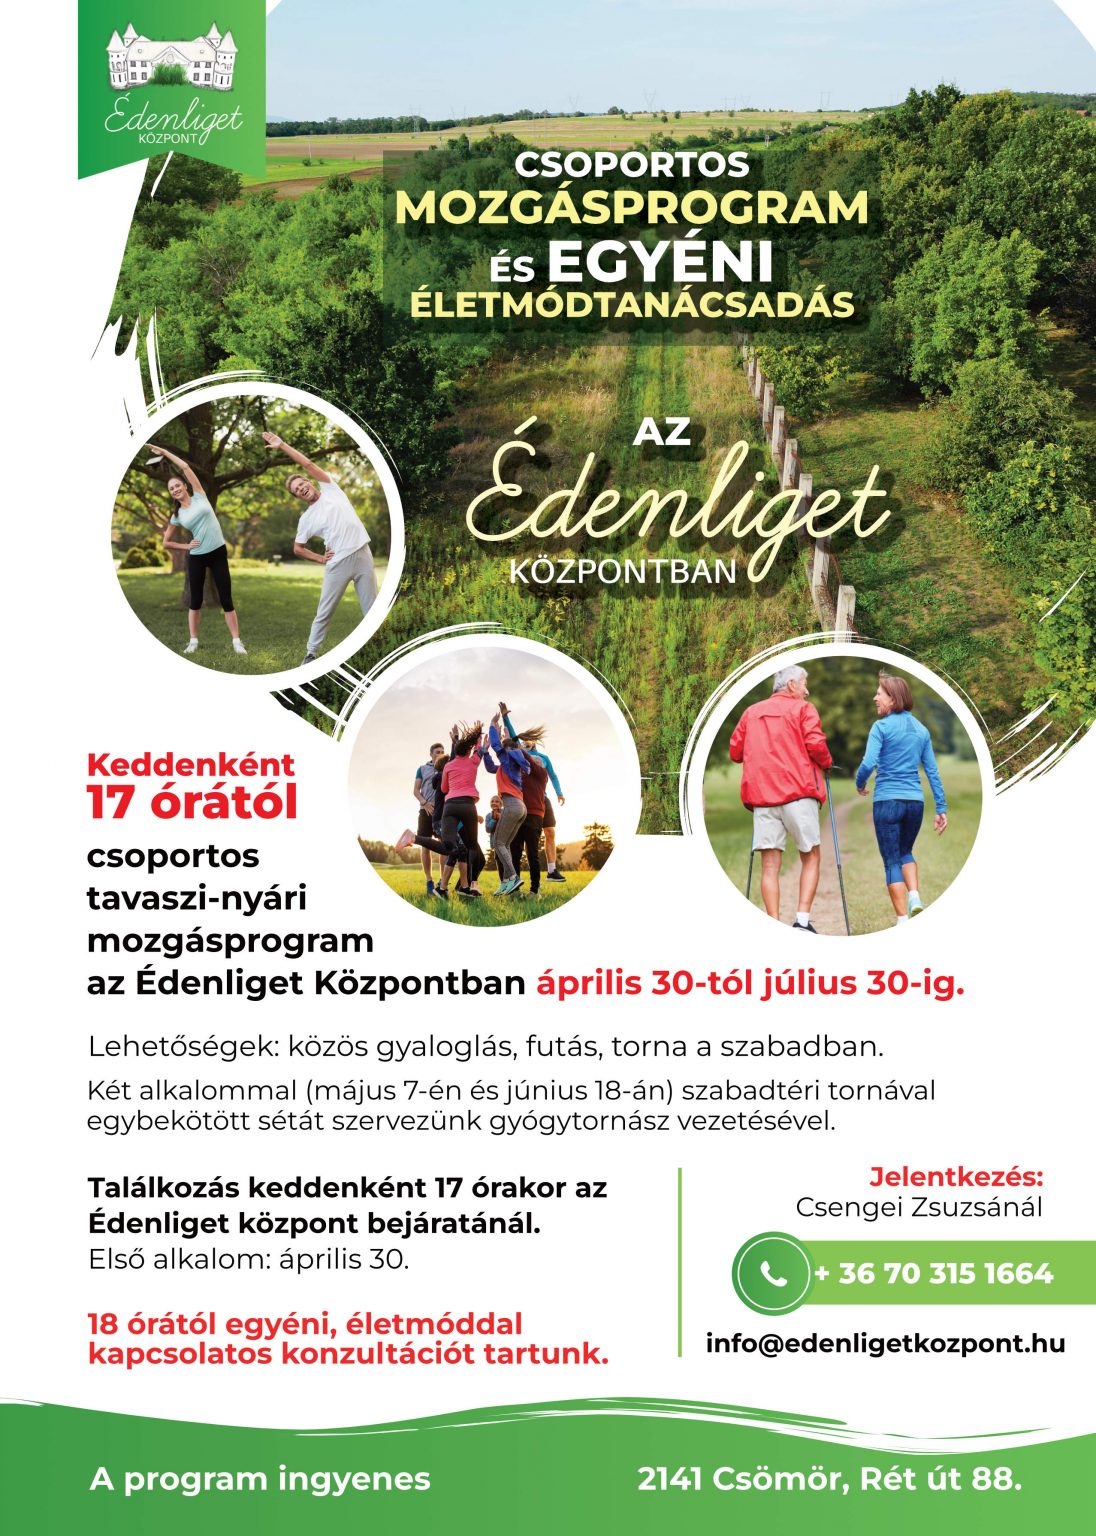 Édenliget
KÖZPONT
CSOPORTOS
MOZGÁSPROGRAM
ÉS EGYÉNI
ÉLETMÓDTANÁCSADÁS
AZ
Édenliget
KÖZPONTBAN
Keddenként
17 órától
csoportos
tavaszi-nyári
mozgásprogram
az Édenliget Központban április 30-tól július 30-ig.
Lehetőségek: közös gyaloglás, futás, torna a szabadban.
Két alkalommal (május 7-én és június 18-án) szabadtéri tornával
egybekötött sétát szervezünk gyógytornász vezetésével.
Találkozás keddenként 17 órakor az
Édenliget központ bejáratánál.
Első alkalom: április 30.
18 órától egyéni, életmóddal
kapcsolatos konzultációt tartunk.
Jelentkezés:
Csengei Zsuzsánál
+ 36 70 315 1664
info@edenligetkozpont.hu
A program ingyenes
2141 Csömör, Rét út 88.